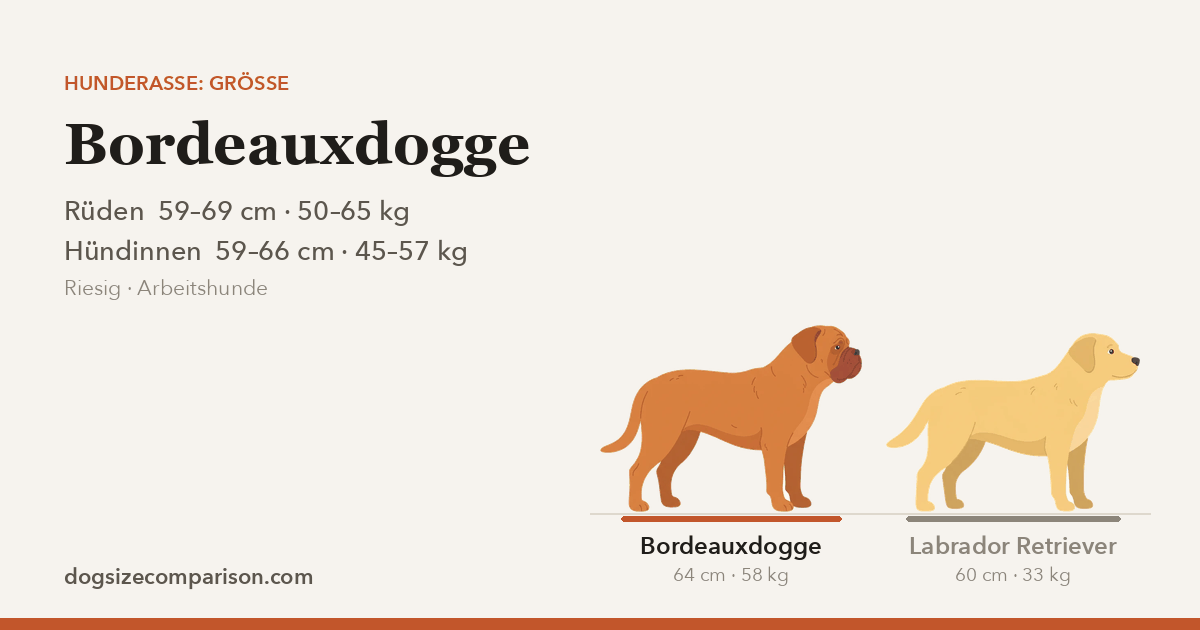 HUNDERASSE: GRÖSSE
Bordeauxdogge
Rüden 59–69 cm · 50–65 kg
Hündinnen 59–66 cm · 45–57 kg
Riesig · Arbeitshunde
Bordeauxdogge
64 cm · 58 kg
Labrador Retriever
60 cm · 33 kg
dogsizecomparison.com